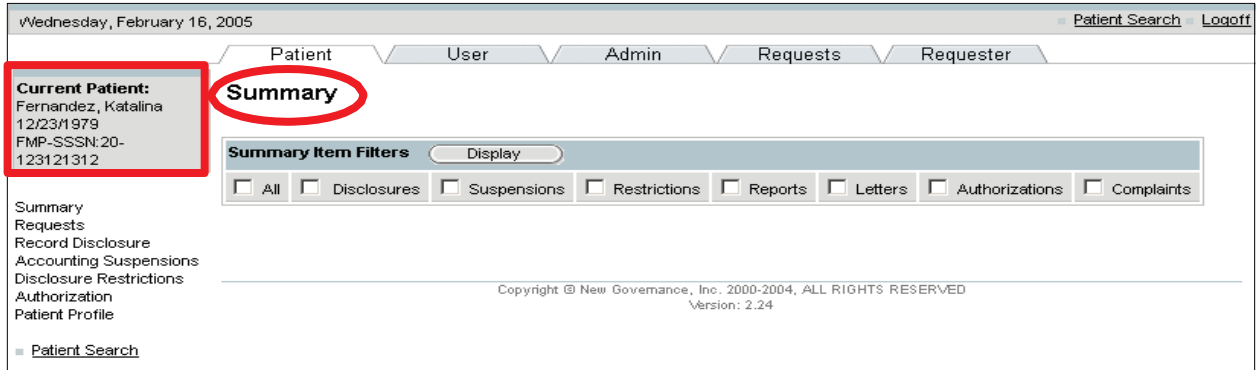 Wednesday, February 16, 2005
Patient Search Logoff
Patient User Admin Requests Requester
Current Patient:
Fernandez, Katalina
12/23/1979
FMP-SSSN:20-
123121312
Summary
Summary Item Filters Display
All Disclosures Suspensions Restrictions Reports Letters Authorizations Complaints
Summary
Requests
Record Disclosure
Accounting Suspensions
Disclosure Restrictions
Authorization
Patient Profile
Patient Search
Copyright © New Governance, Inc. 2000-2004, ALL RIGHTS RESERVED
Version: 2.24